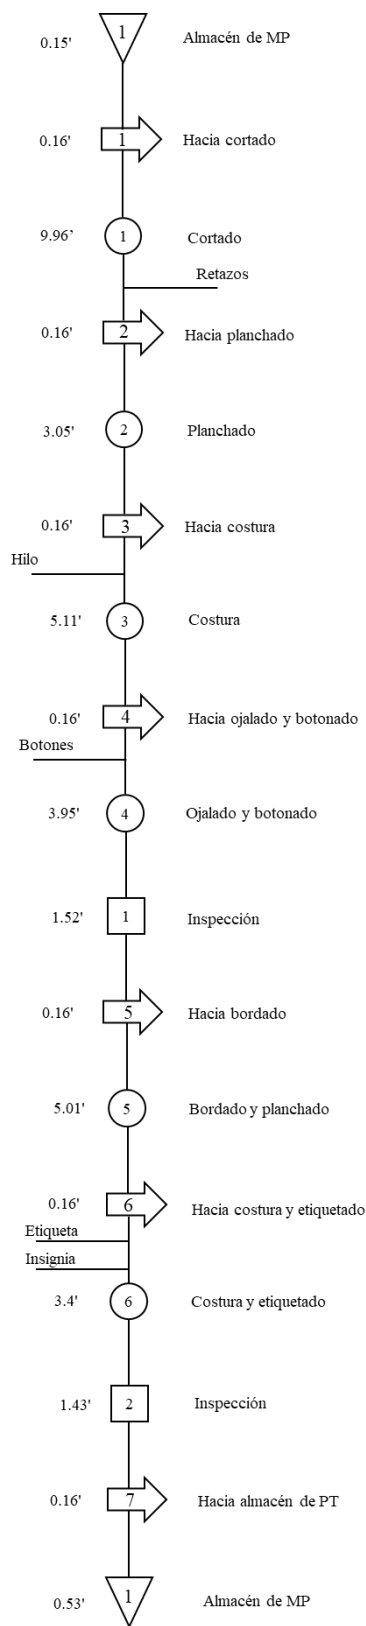 0.15' 1 Almacén de MP
0.16' 1 Hacia cortado
9.96’ 1 Cortado
Retazos
0.16' 2 Hacia planchado
3.05' 2 Planchado
0.16' 3 Hacia costura
Hilo
5.11' 3 Costura
0.16' 4 Hacia ojalado y botonado
Botones
3.95' 4 Ojalado y botonado
1.52' 1 Inspección
0.16' 5 Hacia bordado
5.01' 5 Bordado y planchado
0.16' 6 Hacia costura y etiquetado
Etiqueta
Insignia
3.4' 6 Costura y etiquetado
1.43' 2 Inspección
0.16' 7 Hacia almacén de PT
0.53' 1 Almacén de MP